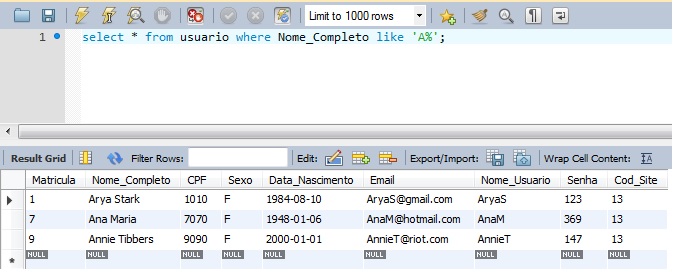 Limit to 1000 rows
1 select * from usuario where Nome_Completo like 'A%';
Result Grid Filter Rows: Edit: Export/Import: Wrap Cell Content:
Matricula Nome_Completo CPF Sexo Data_Nascimento Email Nome_Usuario Senha Cod_Site
1 Arya Stark 1010 F 1984-08-10 AryaS@gmail.com AryaS 123 13
7 Ana Maria 7070 F 1948-01-06 AnaM@hotmail.com AnaM 369 13
9 Annie Tibbers 9090 F 2000-01-01 AnnieT@riot.com AnnieT 147 13
NULL NULL NULL NULL NULL NULL NULL NULL NULL